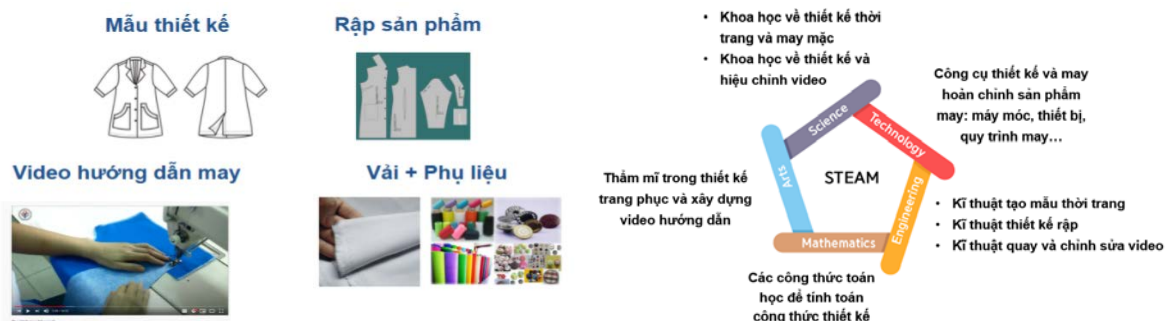 Mẫu thiết kế
Rập sản phẩm
Video hướng dẫn may
Vải + Phụ liệu
• Khoa học về thiết kế thời
trang và may mặc
• Khoa học về thiết kế và
hiệu chỉnh video
Công cụ thiết kế và may
hoàn chỉnh sản phẩm
may: máy móc, thiết bị,
quy trình may…
Science
Technology
Arts
STEAM
Engineering
Mathematics
Thẩm mĩ trong thiết kế
trang phục và xây dựng
video hướng dẫn
• Kĩ thuật tạo mẫu thời trang
• Kĩ thuật thiết kế rập
• Kĩ thuật quay và chỉnh sửa video
Các công thức toán
học để tính toán
công thức thiết kế